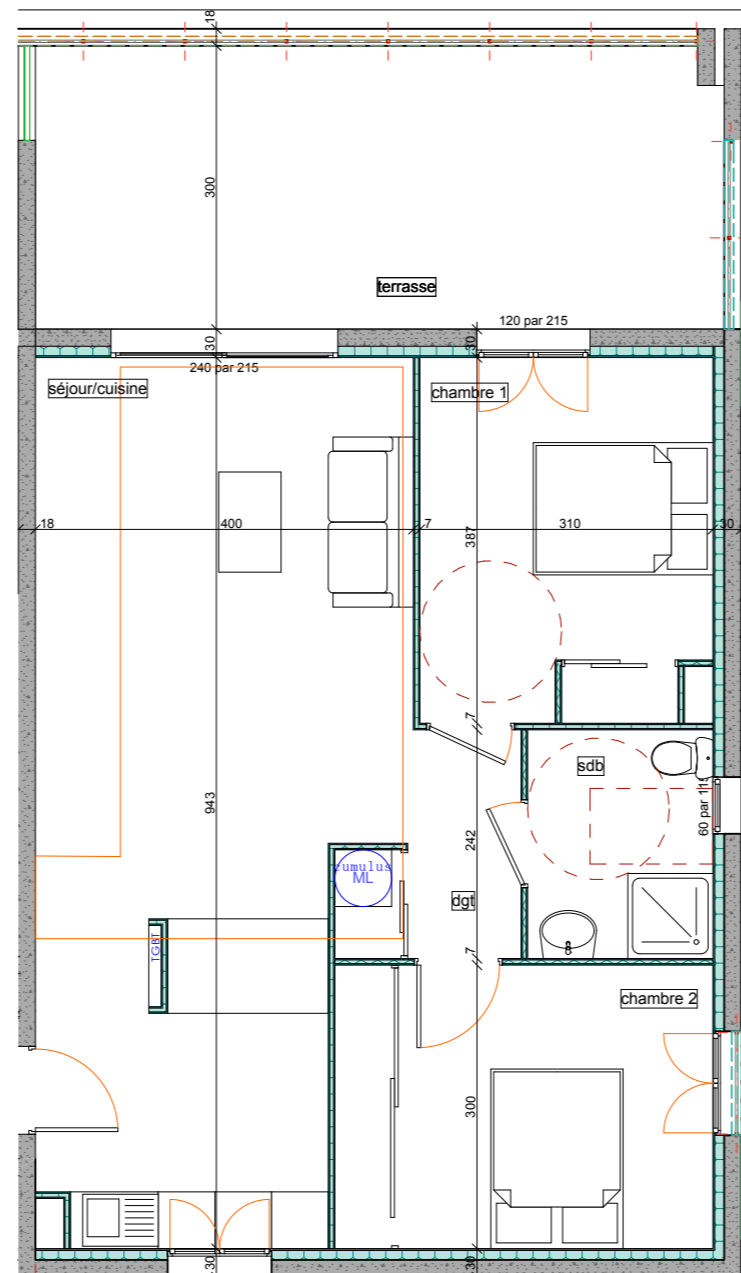 18
300
terrasse
120 par 215
30
30
240 par 215
séjour/cuisine
chambre 1
18
400
7
387
310
30
7
sdb
60 par 115
943
242
cumulus
ML
dgt
TGBT
7
chambre 2
300
30
30